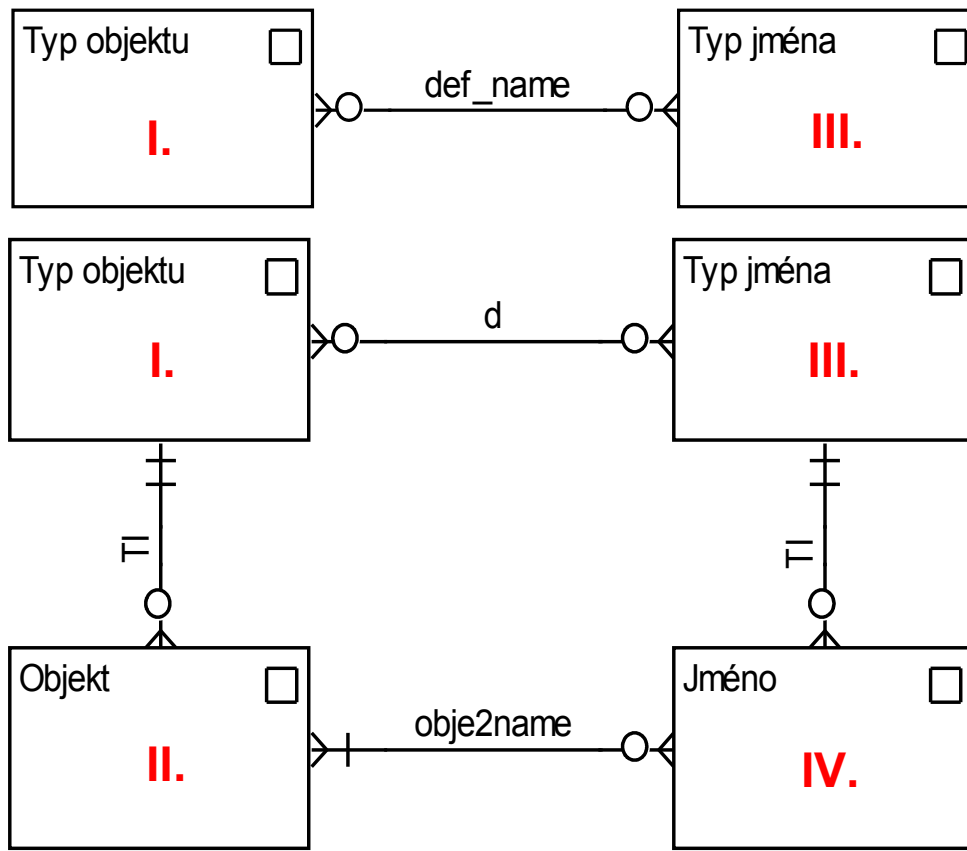 Typ objektu
I.
def_name
Typ jména
III.
Typ objektu
I.
d
Typ jména
III.
TI
TI
Objekt
II.
obje2name
Jméno
IV.